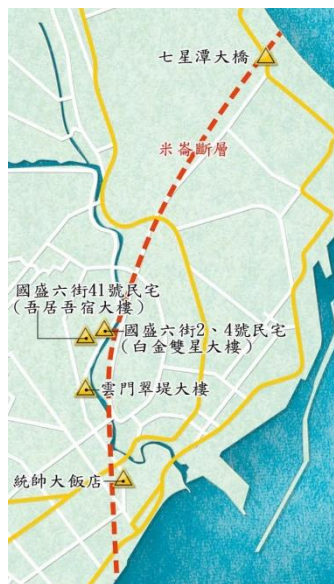 七星潭大橋
米崙斷層
國盛六街41號民宅
(吾居吾宿大樓)
國盛六街2、4號民宅
(白金雙星大樓)
雲門翠堤大樓
統帥大飯店